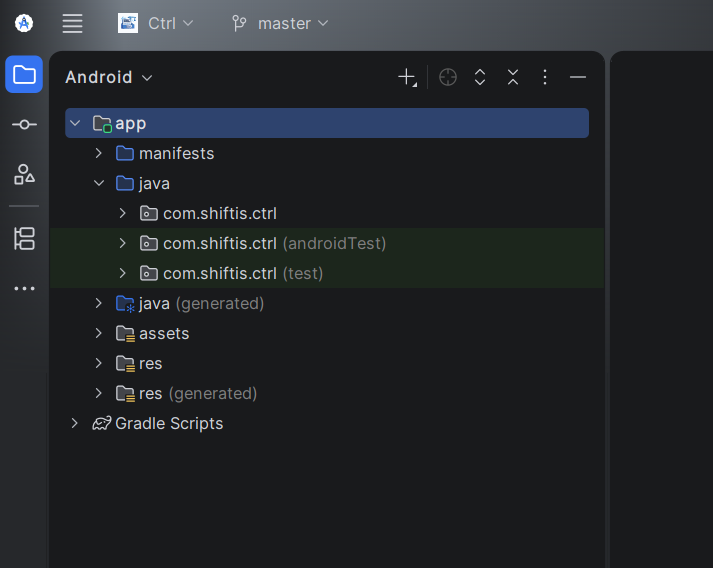 Ctrl master
Android
app
manifests
java
com.shiftis.ctrl
com.shiftis.ctrl (androidTest)
com.shiftis.ctrl (test)
java (generated)
assets
res
res (generated)
Gradle Scripts